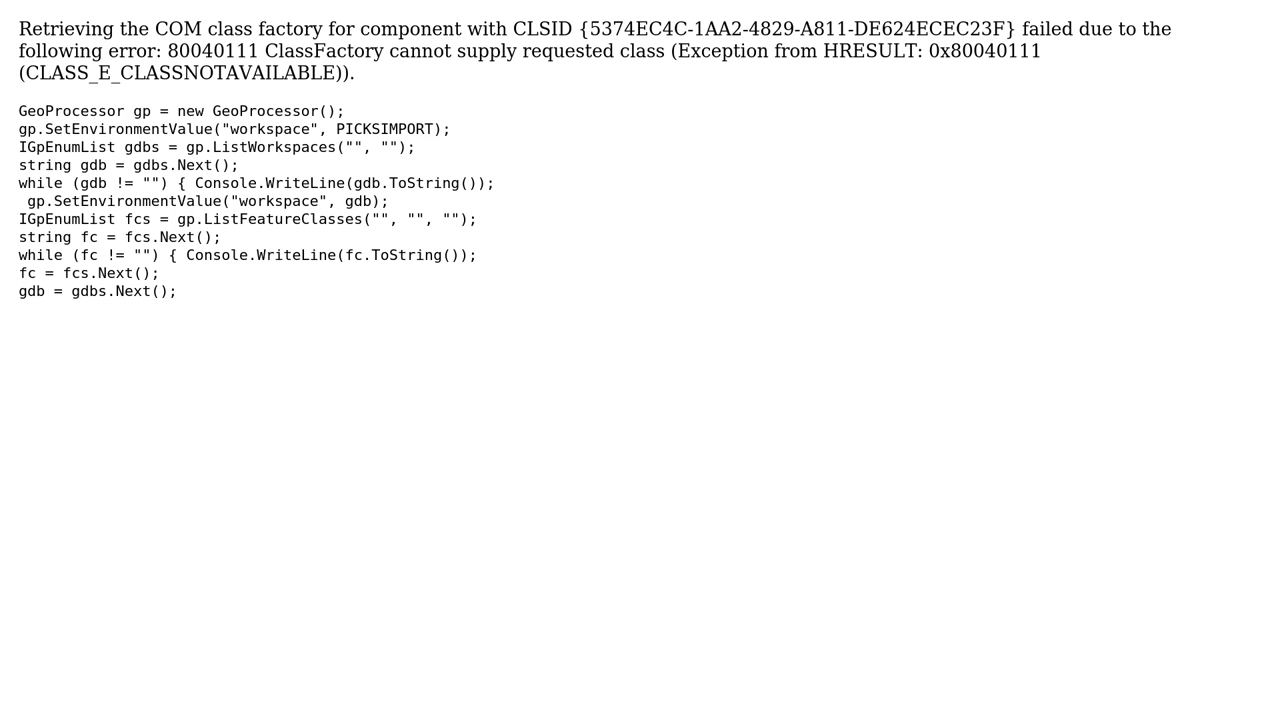 Retrieving the COM class factory for component with CLSID {5374EC4C-1AA2-4829-A811-DE624ECEC23F} failed due to the
following error: 80040111 ClassFactory cannot supply requested class (Exception from HRESULT: 0x80040111
(CLASS_E_CLASSNOTAVAILABLE)).
GeoProcessor gp = new GeoProcessor();
gp.SetEnvironmentValue("workspace", PICKSIMPORT);
IGpEnumList gdbs = gp.ListWorkspaces("", "");
string gdb = gdbs.Next();
while (gdb != "") { Console.WriteLine(gdb.ToString());
 gp.SetEnvironmentValue("workspace", gdb);
IGpEnumList fcs = gp.ListFeatureClasses("", "", "");
string fc = fcs.Next();
while (fc != "") { Console.WriteLine(fc.ToString());
fc = fcs.Next();
gdb = gdbs.Next();